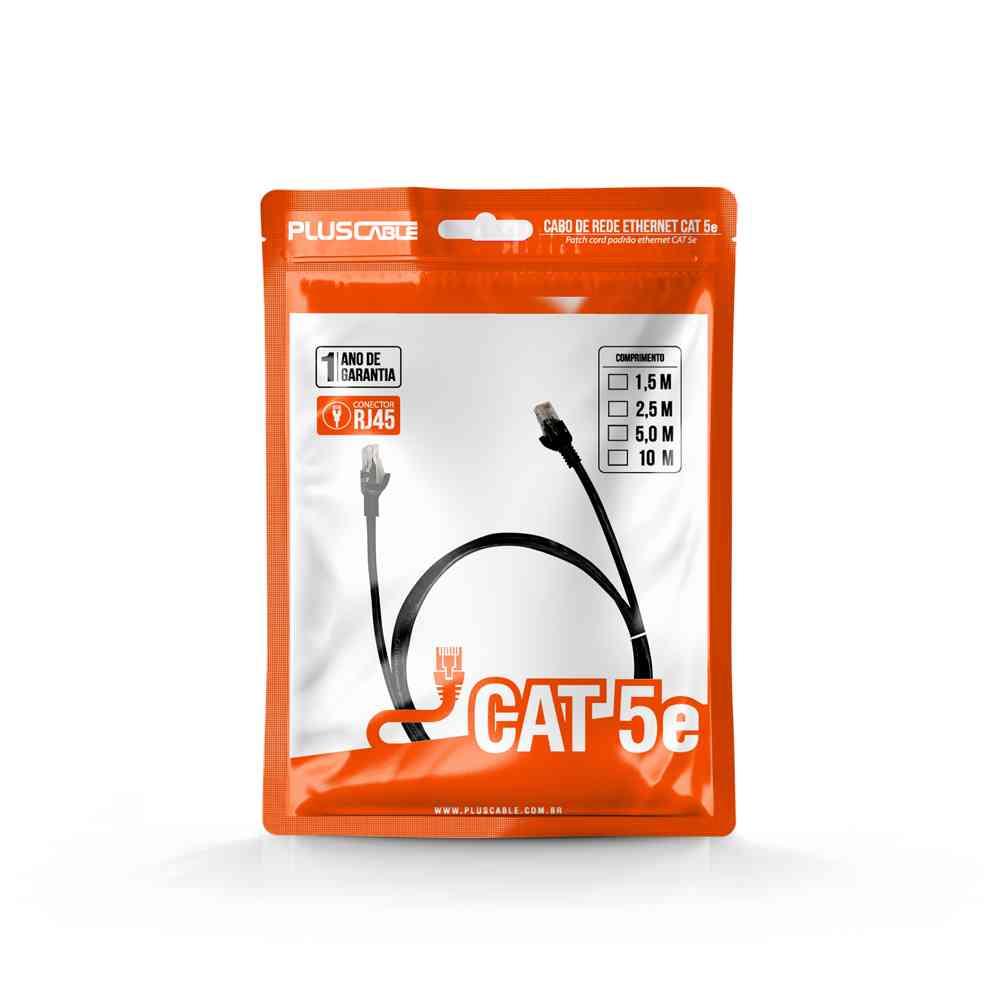 PLUSCABLE
CABO DE REDE ETHERNET CAT 5e
Patch cord padrão ethernet CAT 5e
1 ANO DE
GARANTIA
CONECTOR
RJ45
COMPRIMENTO
1,5 M
2,5 M
5,0 M
10 M
CAT 5e
WWW.PLUSCABLE.COM.BR